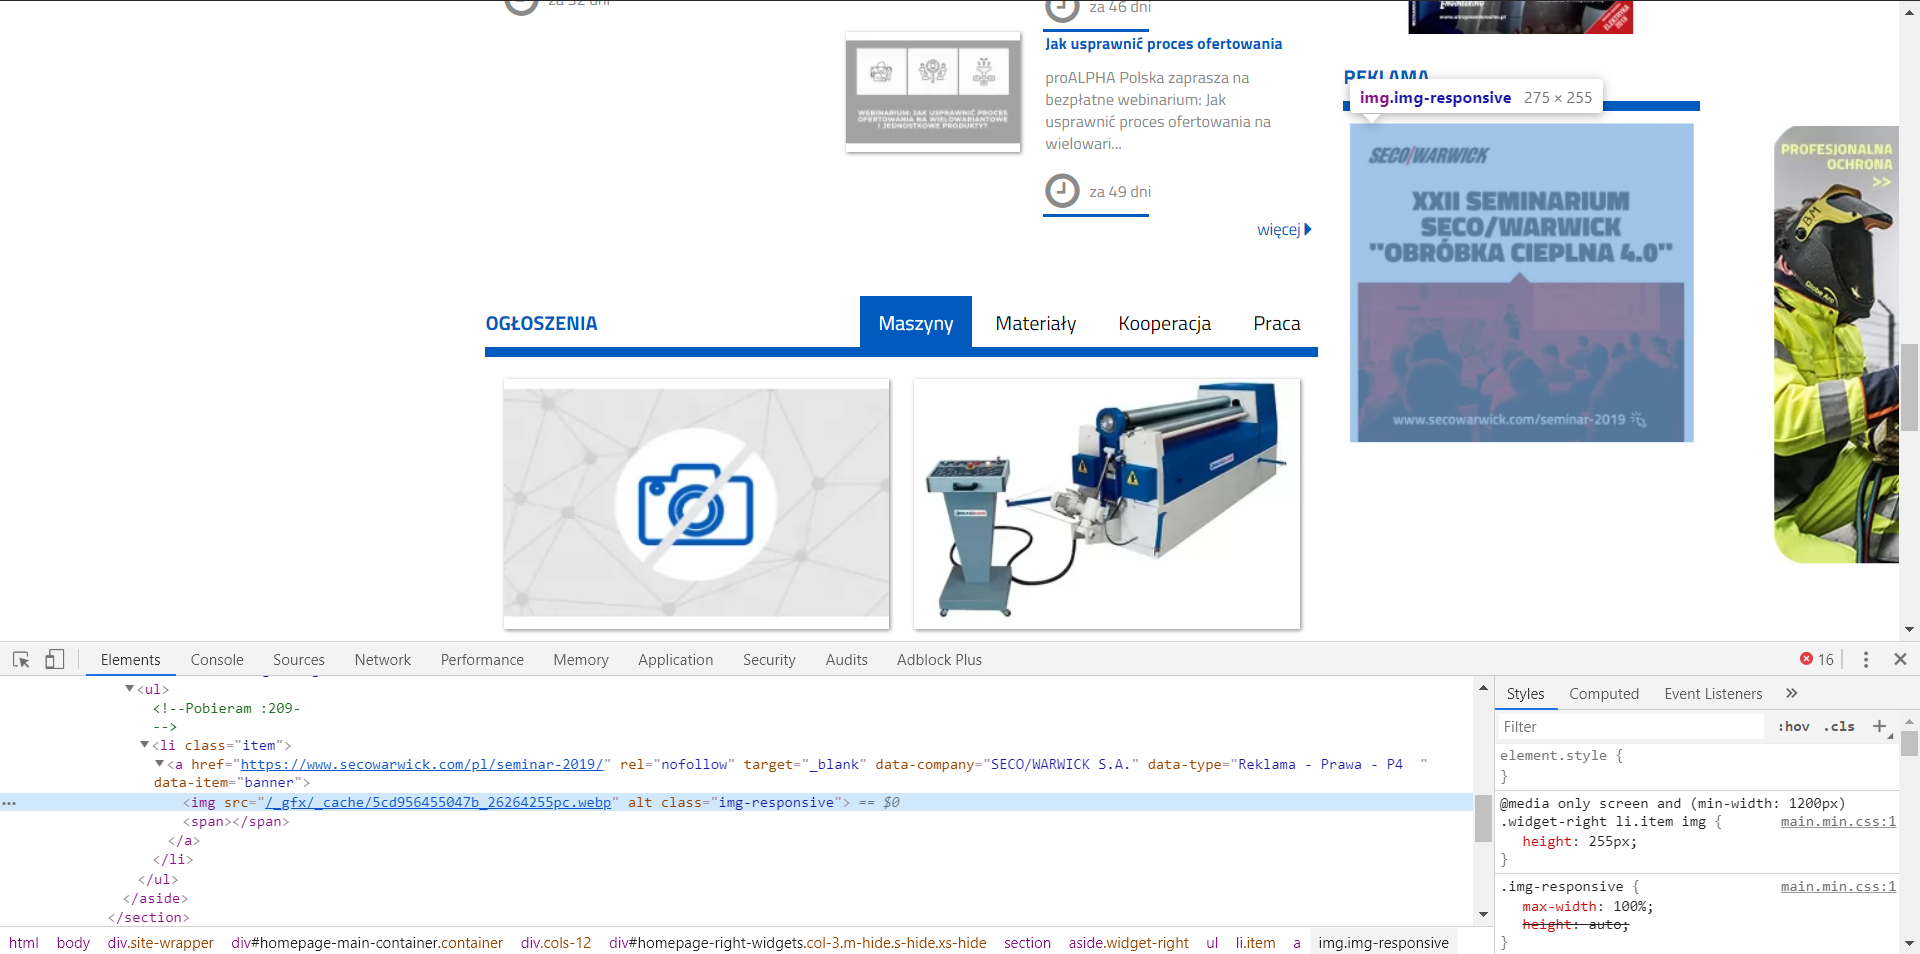 za 52 dni
za 46 dni
Jak usprawnić proces ofertowania
proALPHA Polska zaprasza na
bezpłatne webinarium: Jak
usprawnić proces ofertowania na
wielowari...
za 49 dni
więcej
WEBINARIUM: JAK USPRAWNIĆ PROCES
OFERTOWANIA NA WIELOWARIANTOWE
I JEDNOSTKOWE PRODUKTY?
REKLAMA
img.img-responsive 275 × 255
SECO/WARWICK
XXII SEMINARIUM
SECO/WARWICK
"OBRÓBKA CIEPLNA 4.0"
www.secowarwick.com/seminar-2019
PROFESJONALNA
OCHRONA
>>
OGŁOSZENIA
Maszyny
Materiały
Kooperacja
Praca
Elements Console Sources Network Performance Memory Application Security Audits Adblock Plus
16
<ul>
<!--Pobieram :209-
-->
<li class="item">
<a href="https://www.secowarwick.com/pl/seminar-2019/" rel="nofollow" target="_blank" data-company="SECO/WARWICK S.A." data-type="Reklama - Prawa - P4 "
data-item="banner">
<img src="/_gfx/_cache/5cd956455047b_26264255pc.webp" alt class="img-responsive"> == $0
<span></span>
</a>
</li>
</ul>
</aside>
</section>
html body div.site-wrapper div#homepage-main-container.container div.cols-12 div#homepage-right-widgets.col-3.m-hide.s-hide.xs-hide section aside.widget-right ul li.item a img.img-responsive
Styles Computed Event Listeners »
Filter :hov .cls +
element.style {
}
@media only screen and (min-width: 1200px)
.widget-right li.item img { main.min.css:1
height: 255px;
}
.img-responsive { main.min.css:1
max-width: 100%;
height: auto;
}